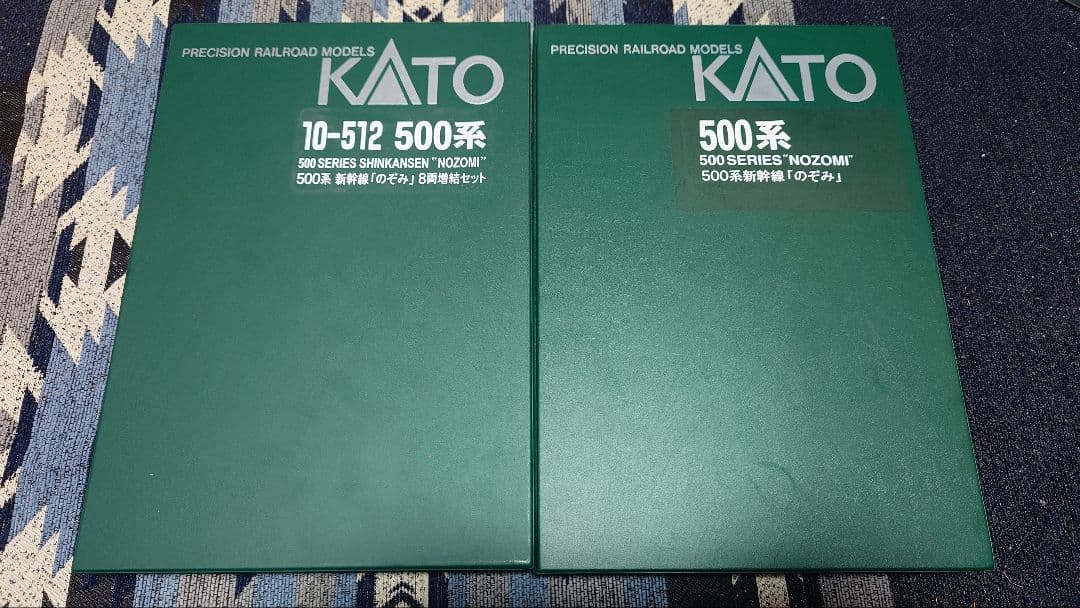 PRECISION RAILROAD MODELS
KATO
10-512 500系
500 SERIES SHINKANSEN "NOZOMI"
500系 新幹線「のぞみ」8両増結セット
PRECISION RAILROAD MODELS
KATO
500系
500 SERIES "NOZOMI"
500系新幹線「のぞみ」